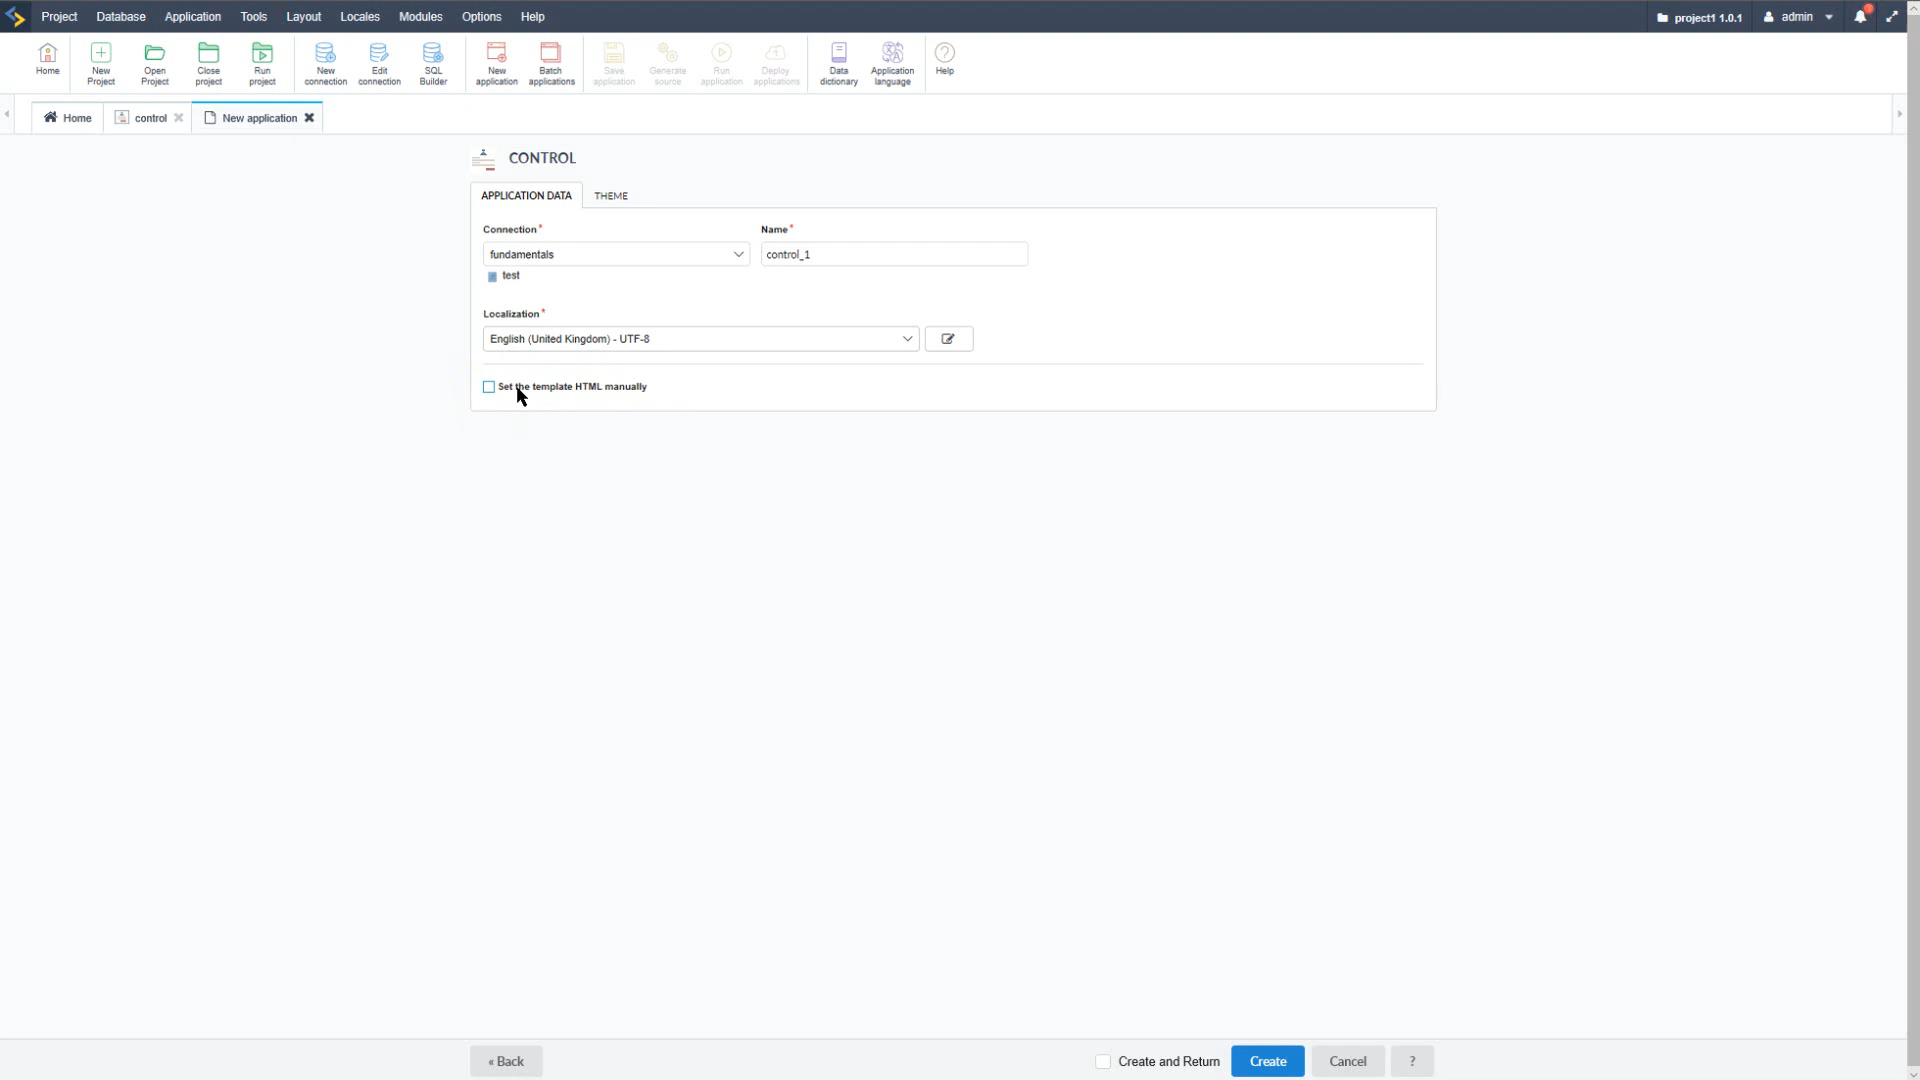 Project Database Application Tools Layout Locales Modules Options Help project1 1.0.1 admin
Home New Project Open Project Close project Run project New connection Edit connection SQL Builder New application Batch applications Save application Generate source Run application Deploy applications Data dictionary Application language Help
Home control New application
CONTROL
APPLICATION DATA THEME
Connection* Name*
fundamentals control_1
test
Localization*
English (United Kingdom) - UTF-8
Set the template HTML manually
« Back Create and Return Create Cancel ?